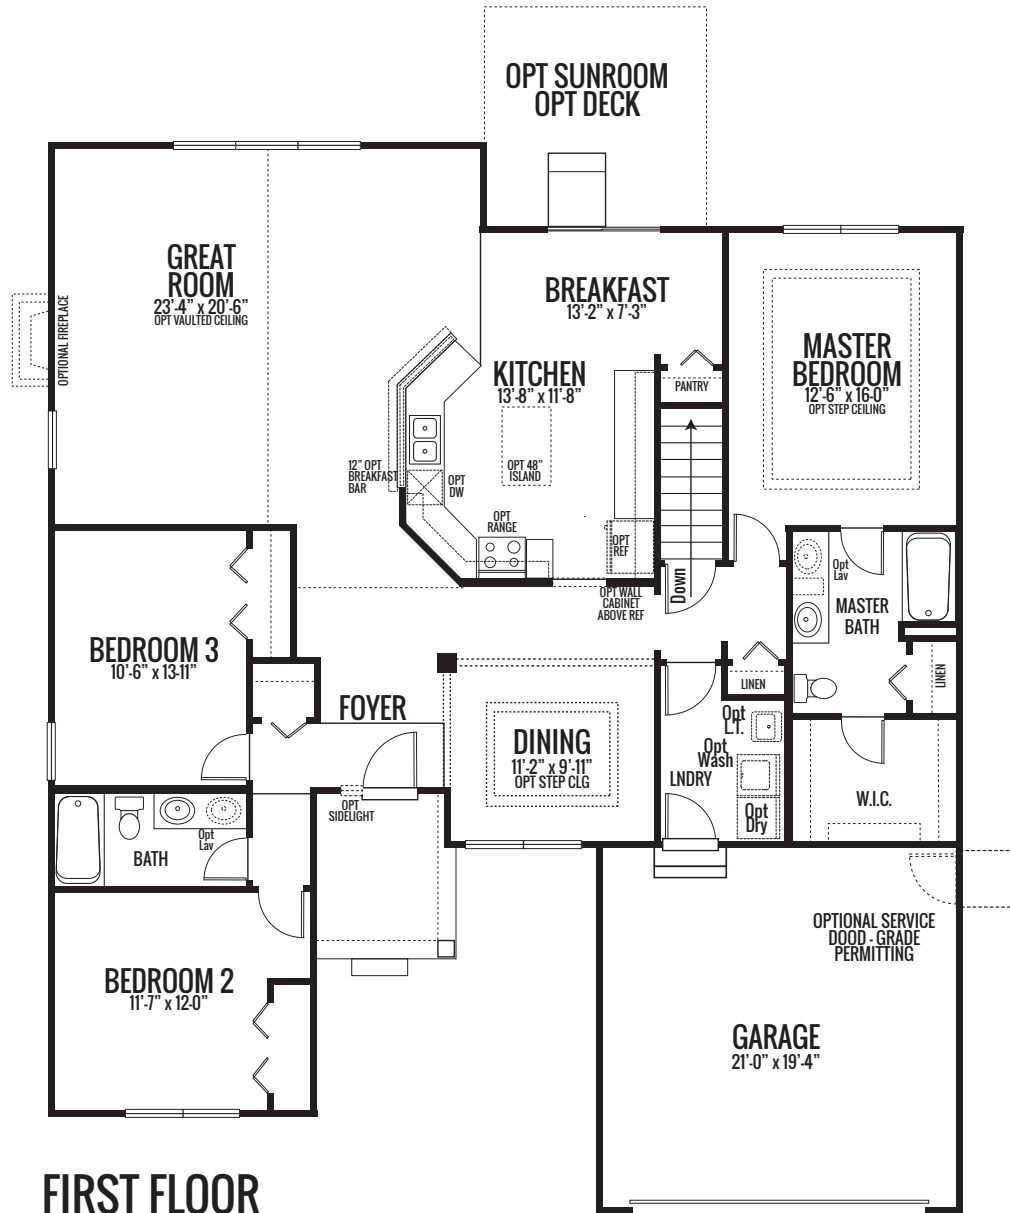 OPT SUNROOM
OPT DECK
GREAT
ROOM
23'-4” x 20'-6”
OPT VAULTED CEILING
OPTIONAL FIREPLACE
BREAKFAST
13'-2” x 7'-3”
KITCHEN
13'-8” x 11'-8”
PANTRY
MASTER
BEDROOM
12'-6” x 16-0”
OPT STEP CEILING
12” OPT
BREAKFAST
BAR
OPT
DW
OPT 48”
ISLAND
OPT
RANGE
OPT
REF
OPT WALL
CABINET
ABOVE REF
Down
Opt
Lav
MASTER
BATH
LINEN
LINEN
BEDROOM 3
10'-6” x 13-11”
FOYER
DINING
11'-2” x 9'-11”
OPT STEP CLG
Opt
L.T.
Opt
Wash
LNDRY
Opt
Dry
W.I.C.
OPT
SIDELIGHT
Opt
Lav
BATH
BEDROOM 2
11'-7” x 12-0”
OPTIONAL SERVICE
DOOD - GRADE
PERMITTING
GARAGE
21'-0” x 19'-4”
FIRST FLOOR